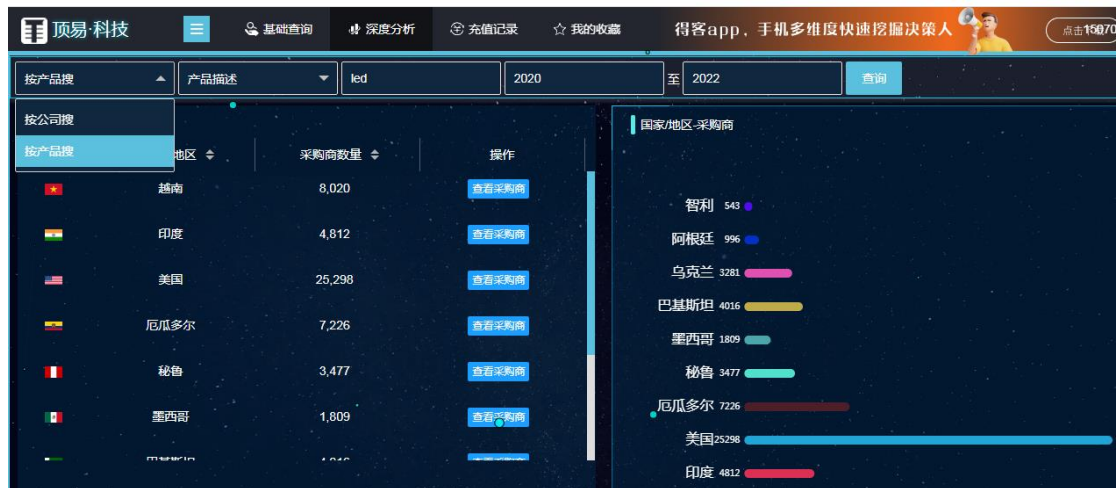 顶易·科技
基础查询
深度分析
充值记录
我的收藏
得客app，手机多维度快速挖掘决策人
点击
按产品搜
产品描述
led
2020
至
2022
查询
按公司搜
按产品搜
地区
采购商数量
操作
越南 8,020 查看采购商
印度 4,812 查看采购商
美国 25,298 查看采购商
厄瓜多尔 7,226 查看采购商
秘鲁 3,477 查看采购商
墨西哥 1,809 查看采购商
国家/地区-采购商
智利 543
阿根廷 996
乌克兰 3281
巴基斯坦 4016
墨西哥 1809
秘鲁 3477
厄瓜多尔 7226
美国 25298
印度 4812